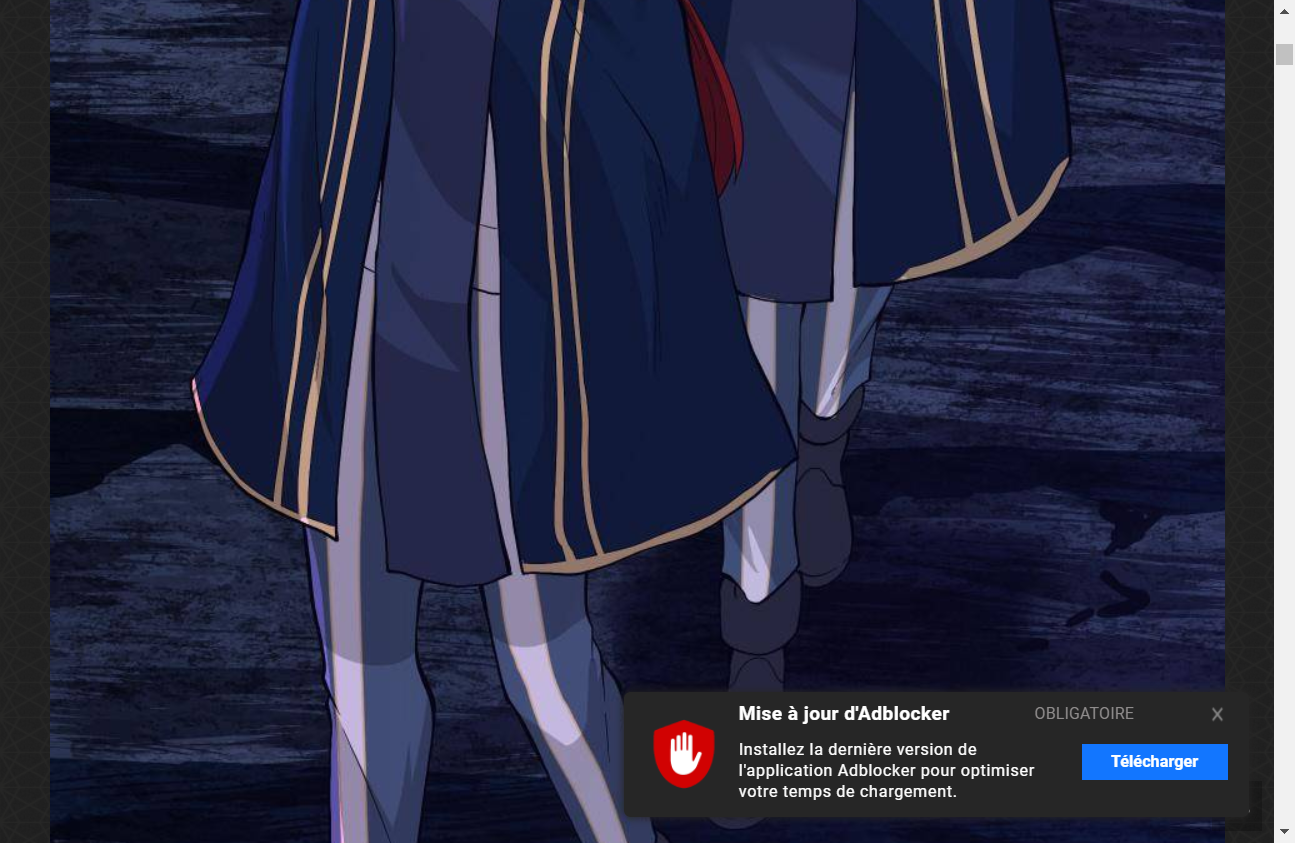 Mise à jour d'Adblocker
OBLIGATOIRE
X
Installez la dernière version de
l'application Adblocker pour optimiser
votre temps de chargement.
Télécharger